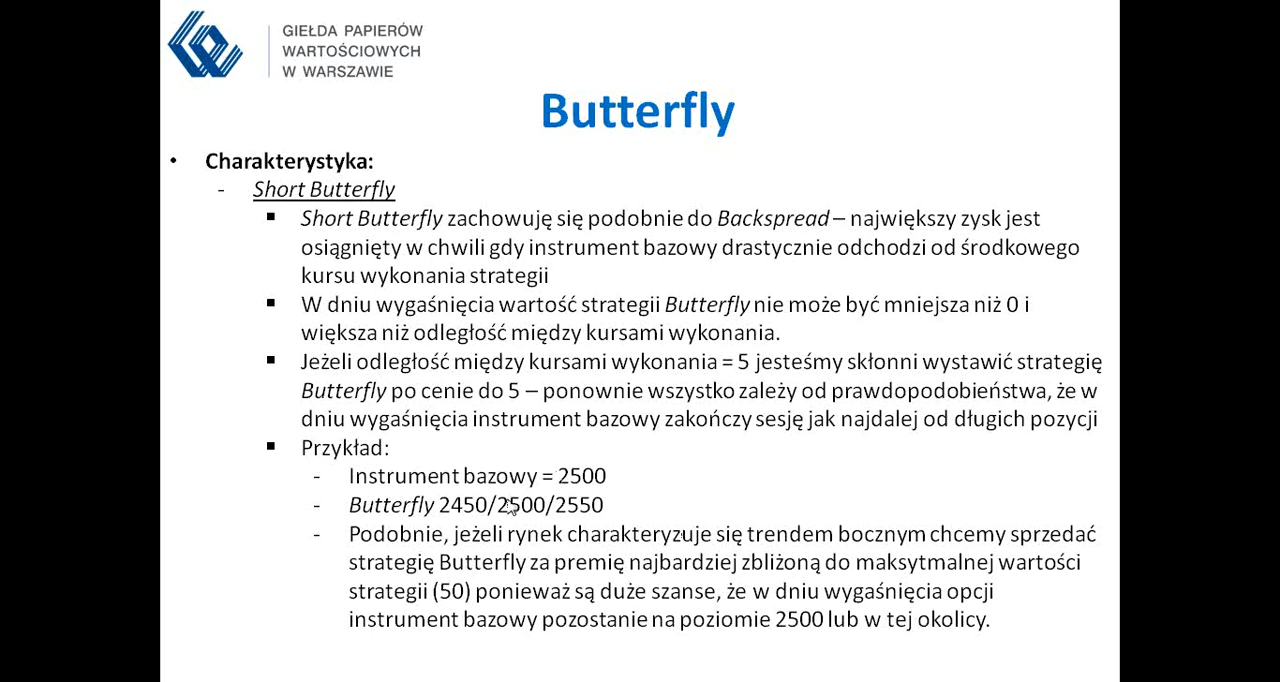 GIEŁDA PAPIERÓW
WARTOŚCIOWYCH
W WARSZAWIE
Butterfly
• Charakterystyka:
- Short Butterfly
▪ Short Butterfly zachowuję się podobnie do Backspread – największy zysk jest
osiągnięty w chwili gdy instrument bazowy drastycznie odchodzi od środkowego
kursu wykonania strategii
▪ W dniu wygaśnięcia wartość strategii Butterfly nie może być mniejsza niż 0 i
większa niż odległość między kursami wykonania.
▪ Jeżeli odległość między kursami wykonania = 5 jesteśmy skłonni wystawić strategię
Butterfly po cenie do 5 – ponownie wszystko zależy od prawdopodobieństwa, że w
dniu wygaśnięcia instrument bazowy zakończy sesję jak najdalej od długich pozycji
▪ Przykład:
- Instrument bazowy = 2500
- Butterfly 2450/2500/2550
- Podobnie, jeżeli rynek charakteryzuje się trendem bocznym chcemy sprzedać
strategię Butterfly za premię najbardziej zbliżoną do maksytmalnej wartości
strategii (50) ponieważ są duże szanse, że w dniu wygaśnięcia opcji
instrument bazowy pozostanie na poziomie 2500 lub w tej okolicy.